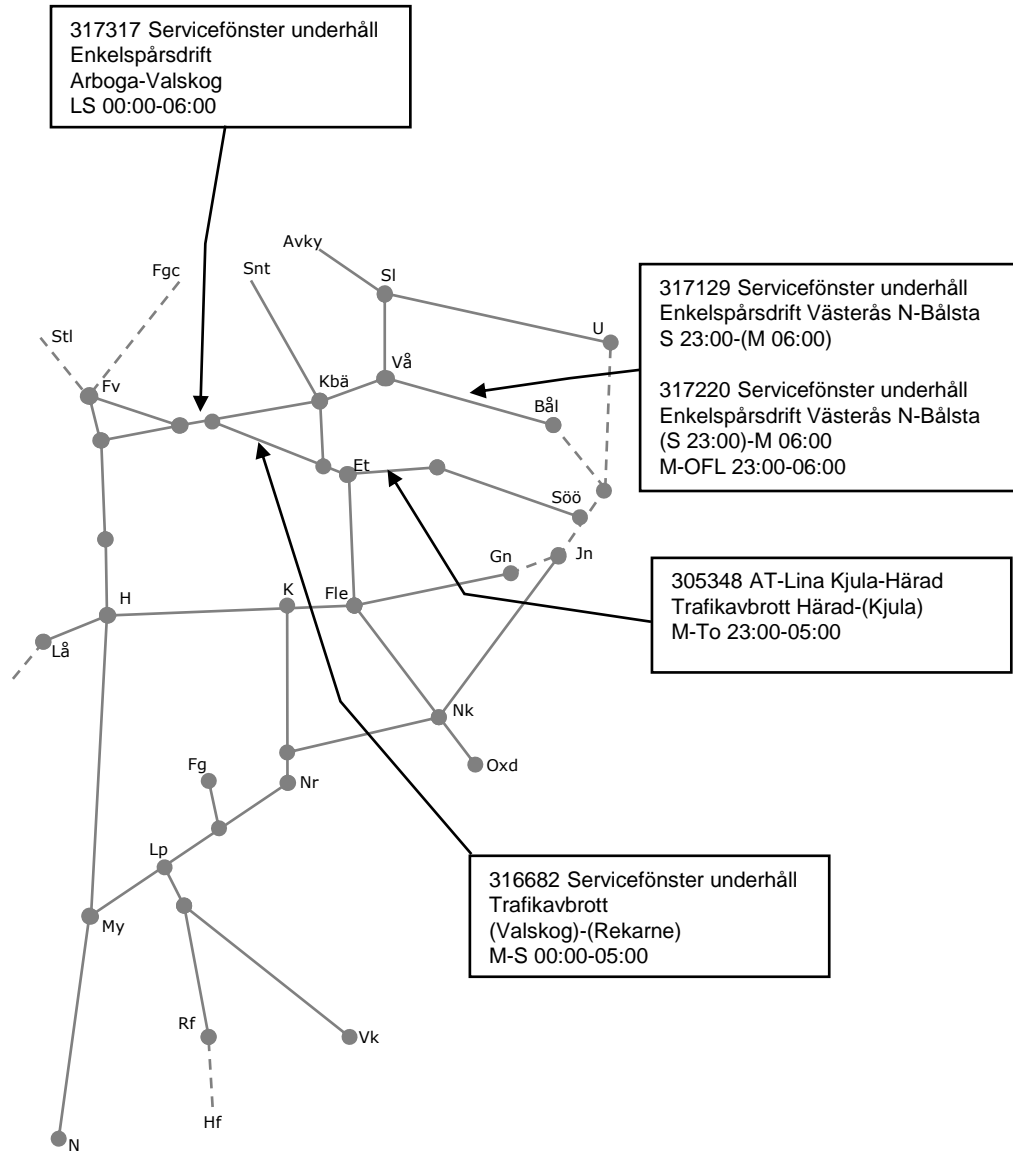 317317 Servicefönster underhåll
Enkelspårsdrift
Arboga-Valskog
LS 00:00-06:00
Avky
Fgc
Snt
Sl
317129 Servicefönster underhåll
Enkelspårsdrift Västerås N-Bålsta
S 23:00-(M 06:00)
317220 Servicefönster underhåll
Enkelspårsdrift Västerås N-Bålsta
(S 23:00)-M 06:00
M-OFL 23:00-06:00
U
Stl
Vå
Fv
Kbä
Bål
Et
Söö
Gn
Jn
305348 AT-Lina Kjula-Härad
Trafikavbrott Härad-(Kjula)
M-To 23:00-05:00
H
K
Fle
Lå
Nk
Fg
Oxd
Nr
Lp
316682 Servicefönster underhåll
Trafikavbrott
(Valskog)-(Rekarne)
M-S 00:00-05:00
My
Rf
Vk
Hf
N